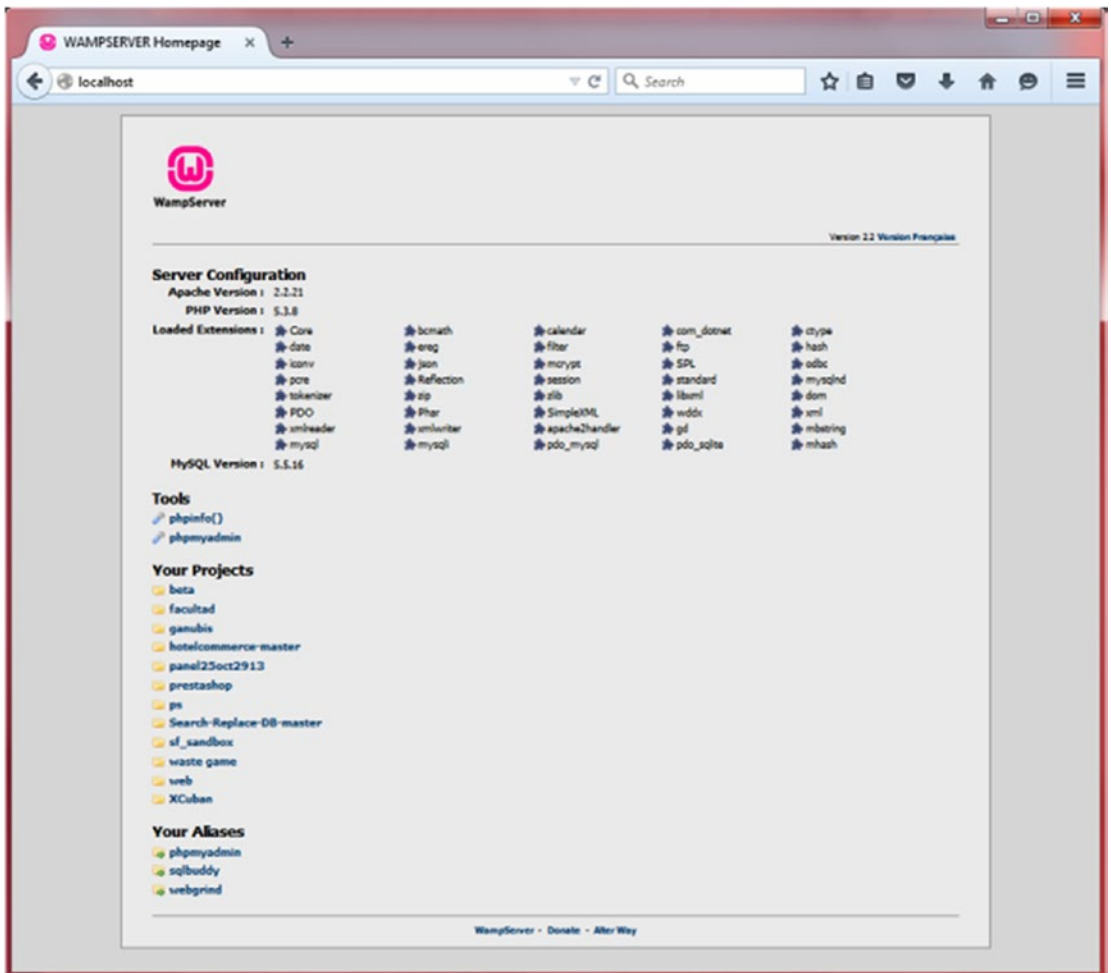 WAMPSERVER Homepage
localhost
Search
WampServer
Version 2.2 Version Française
Server Configuration
Apache Version : 2.2.21
PHP Version : 5.3.8
Loaded Extensions : Core bcmath calendar com_dotnet ctype
date ereg filter ftp hash
iconv json mcrypt SPL odbc
pcre Reflection session standard mysqlnd
tokenizer zip zlib libxml dom
PDO Phar SimpleXML wddx xml
xmlreader xmlwriter apache2handler gd mbstring
mysql mysqli pdo_mysql pdo_sqlite mhash
MySQL Version : 5.5.16
Tools
phpinfo()
phpmyadmin
Your Projects
beta
facultad
ganubis
hotelcommerce-master
panel25oct2913
prestashop
ps
Search-Replace-DB-master
sf_sandbox
waste game
web
XCuban
Your Aliases
phpmyadmin
sqlbuddy
webgrind
WampServer - Donate - Alter Way